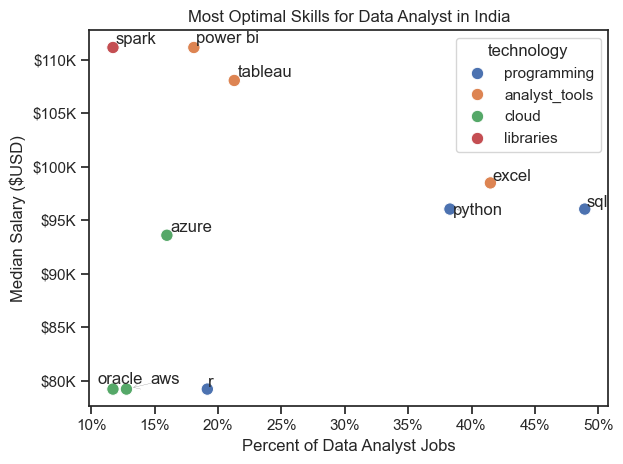 Most Optimal Skills for Data Analyst in India
spark
power bi
tableau
technology
programming
analyst_tools
cloud
libraries
excel
python
sql
azure
oracle
aws
r
$110K
$105K
$100K
$95K
$90K
$85K
$80K
Median Salary ($USD)
10%
15%
20%
25%
30%
35%
40%
45%
50%
Percent of Data Analyst Jobs